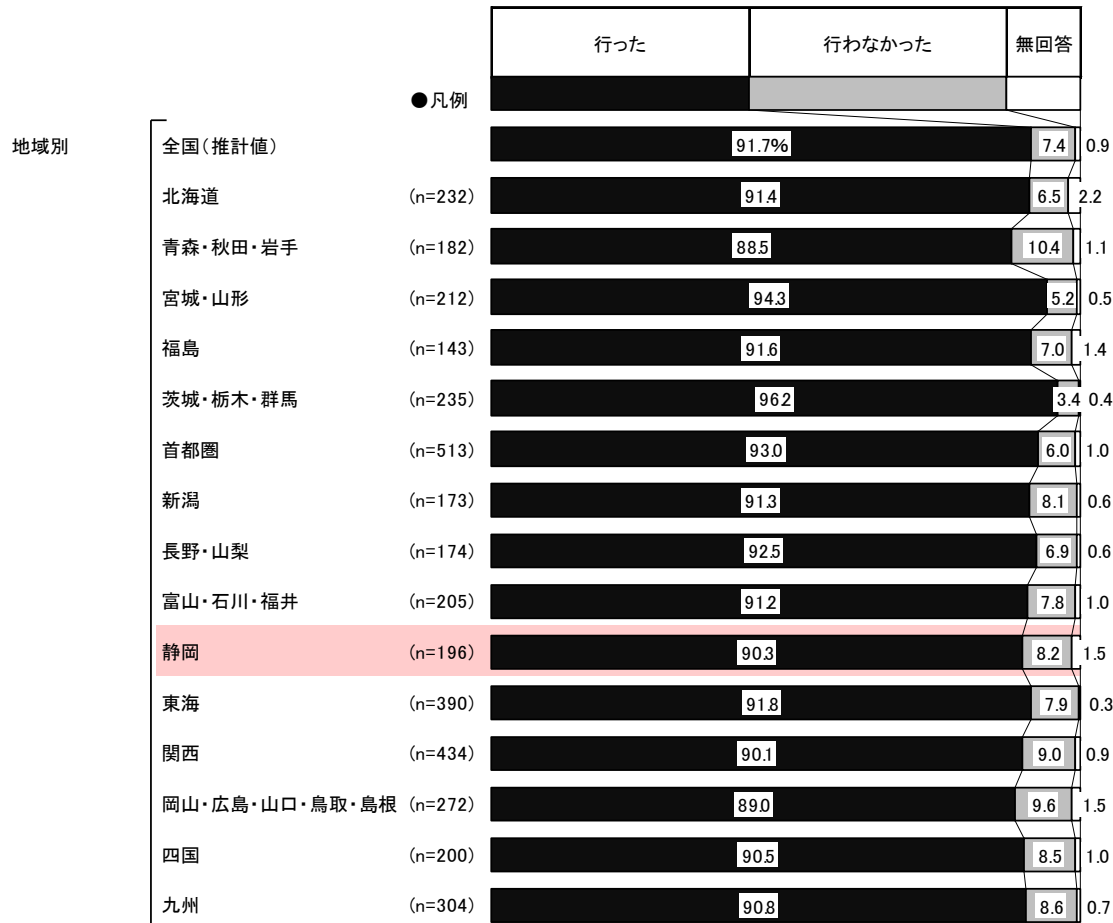 行った 行わなかった 無回答
●凡例
地域別 全国(推計値) 91.7% 7.4 0.9
北海道 (n=232) 91.4 6.5 2.2
青森・秋田・岩手 (n=182) 88.5 10.4 1.1
宮城・山形 (n=212) 94.3 5.2 0.5
福島 (n=143) 91.6 7.0 1.4
茨城・栃木・群馬 (n=235) 96.2 3.4 0.4
首都圏 (n=513) 93.0 6.0 1.0
新潟 (n=173) 91.3 8.1 0.6
長野・山梨 (n=174) 92.5 6.9 0.6
富山・石川・福井 (n=205) 91.2 7.8 1.0
静岡 (n=196) 90.3 8.2 1.5
東海 (n=390) 91.8 7.9 0.3
関西 (n=434) 90.1 9.0 0.9
岡山・広島・山口・鳥取・島根 (n=272) 89.0 9.6 1.5
四国 (n=200) 90.5 8.5 1.0
九州 (n=304) 90.8 8.6 0.7